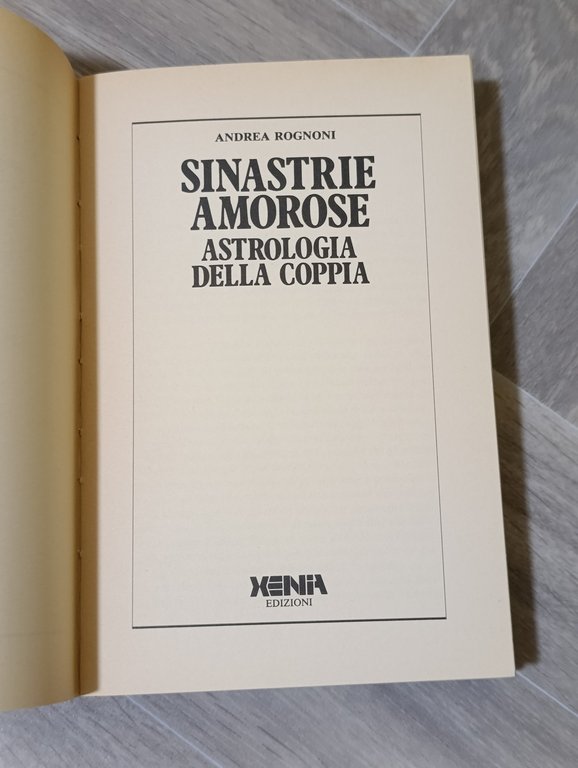 ANDREA ROGNONI
SINASTRIE
AMOROSE
ASTROLOGIA
DELLA COPPIA
XENIA
EDIZIONI